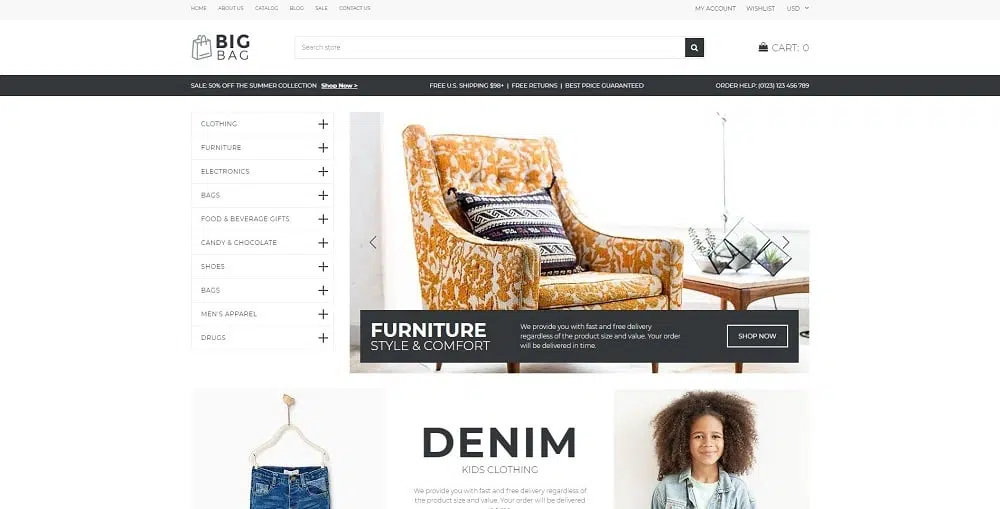 HOME ABOUT US CATALOG BLOG SALE CONTACT US MY ACCOUNT WISHLIST USD
BIG
BAG
Search store
CART: 0
SALE: 50% OFF THE SUMMER COLLECTION Shop Now > FREE U.S. SHIPPING $98+ | FREE RETURNS | BEST PRICE GUARANTEED ORDER HELP: (0123) 123 456 789
CLOTHING
FURNITURE
ELECTRONICS
BAGS
FOOD & BEVERAGE GIFTS
CANDY & CHOCOLATE
SHOES
BAGS
MEN'S APPAREL
DRUGS
FURNITURE
STYLE & COMFORT
We provide you with fast and free delivery
regardless of the product size and value. Your order
will be delivered in time.
SHOP NOW
DENIM
KIDS CLOTHING
We provide you with fast and free delivery regardless of
the product size and value. Your order will be delivered